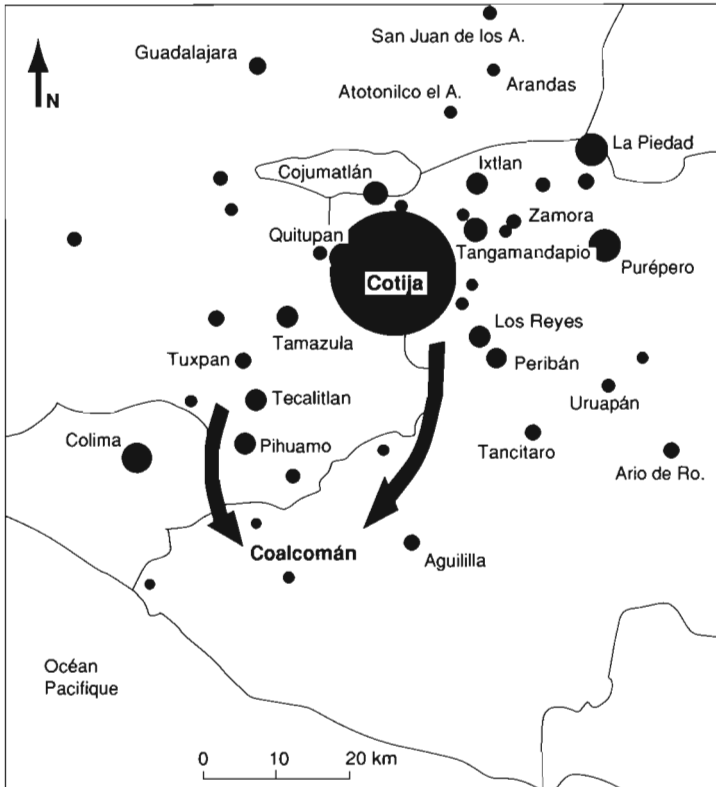 San Juan de los A.
Guadalajara
N
Arandas
Atotonilco el A.
La Piedad
Ixtlan
Cojumatlán
Zamora
Quitupan
Tangamandapio
Purépero
Cotija
Los Reyes
Tamazula
Tuxpan
Peribán
Uruapán
Tecalitlan
Colima
Pihuamo
Tancitaro
Ario de Ro.
Coalcomán
Aguililla
Océan
Pacifique
0 10 20 km